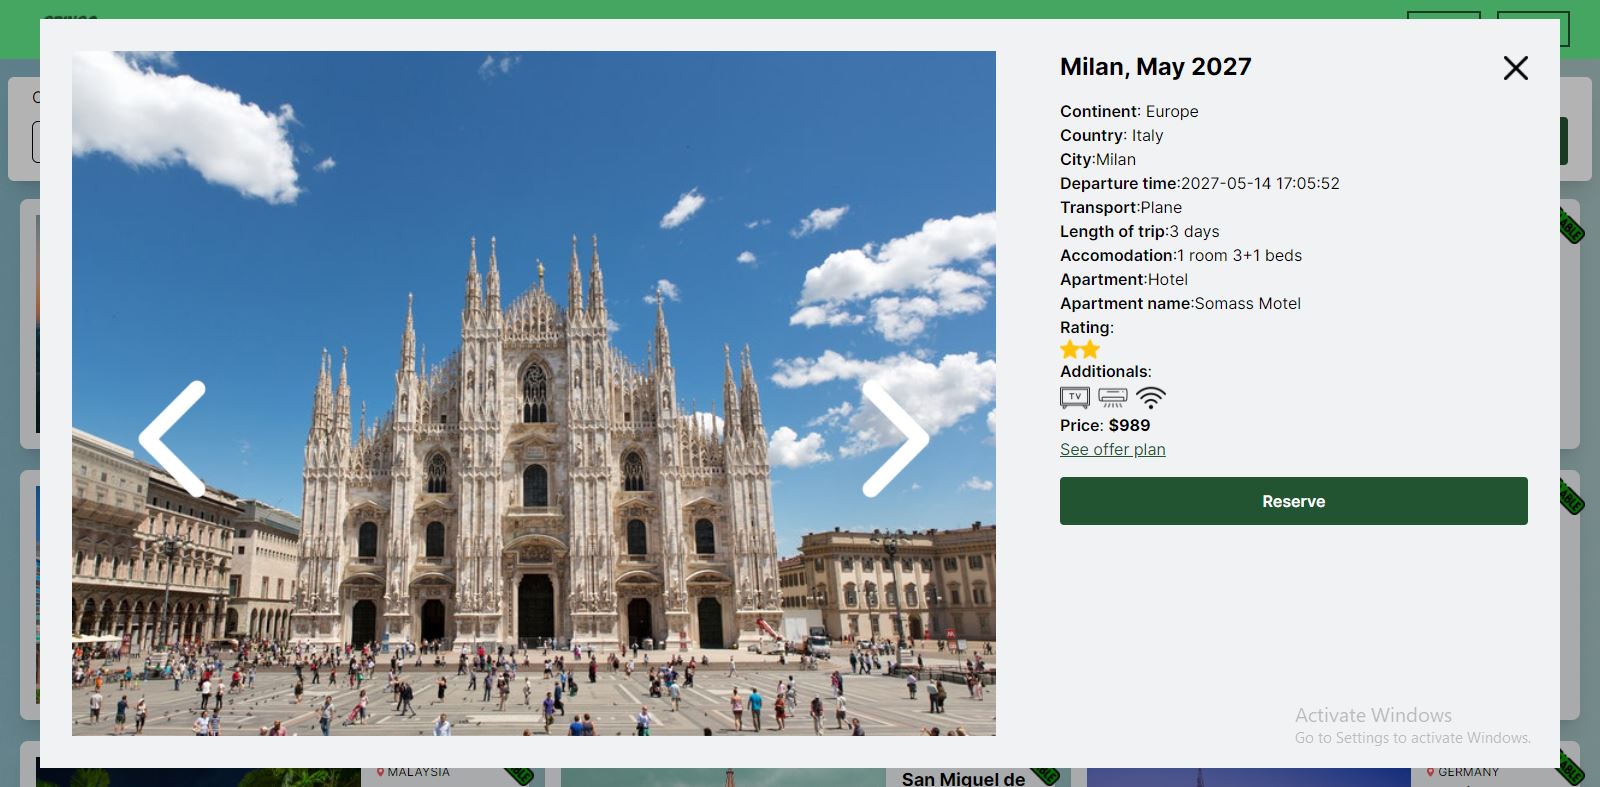 Milan, May 2027
Continent: Europe
Country: Italy
City:Milan
Departure time:2027-05-14 17:05:52
Transport:Plane
Length of trip:3 days
Accomodation:1 room 3+1 beds
Apartment:Hotel
Apartment name:Somass Motel
Rating:
Additionals:
TV
Price: $989
See offer plan
Reserve
Activate Windows
Go to Settings to activate Windows.
MALAYSIA
San Miguel de
GERMANY